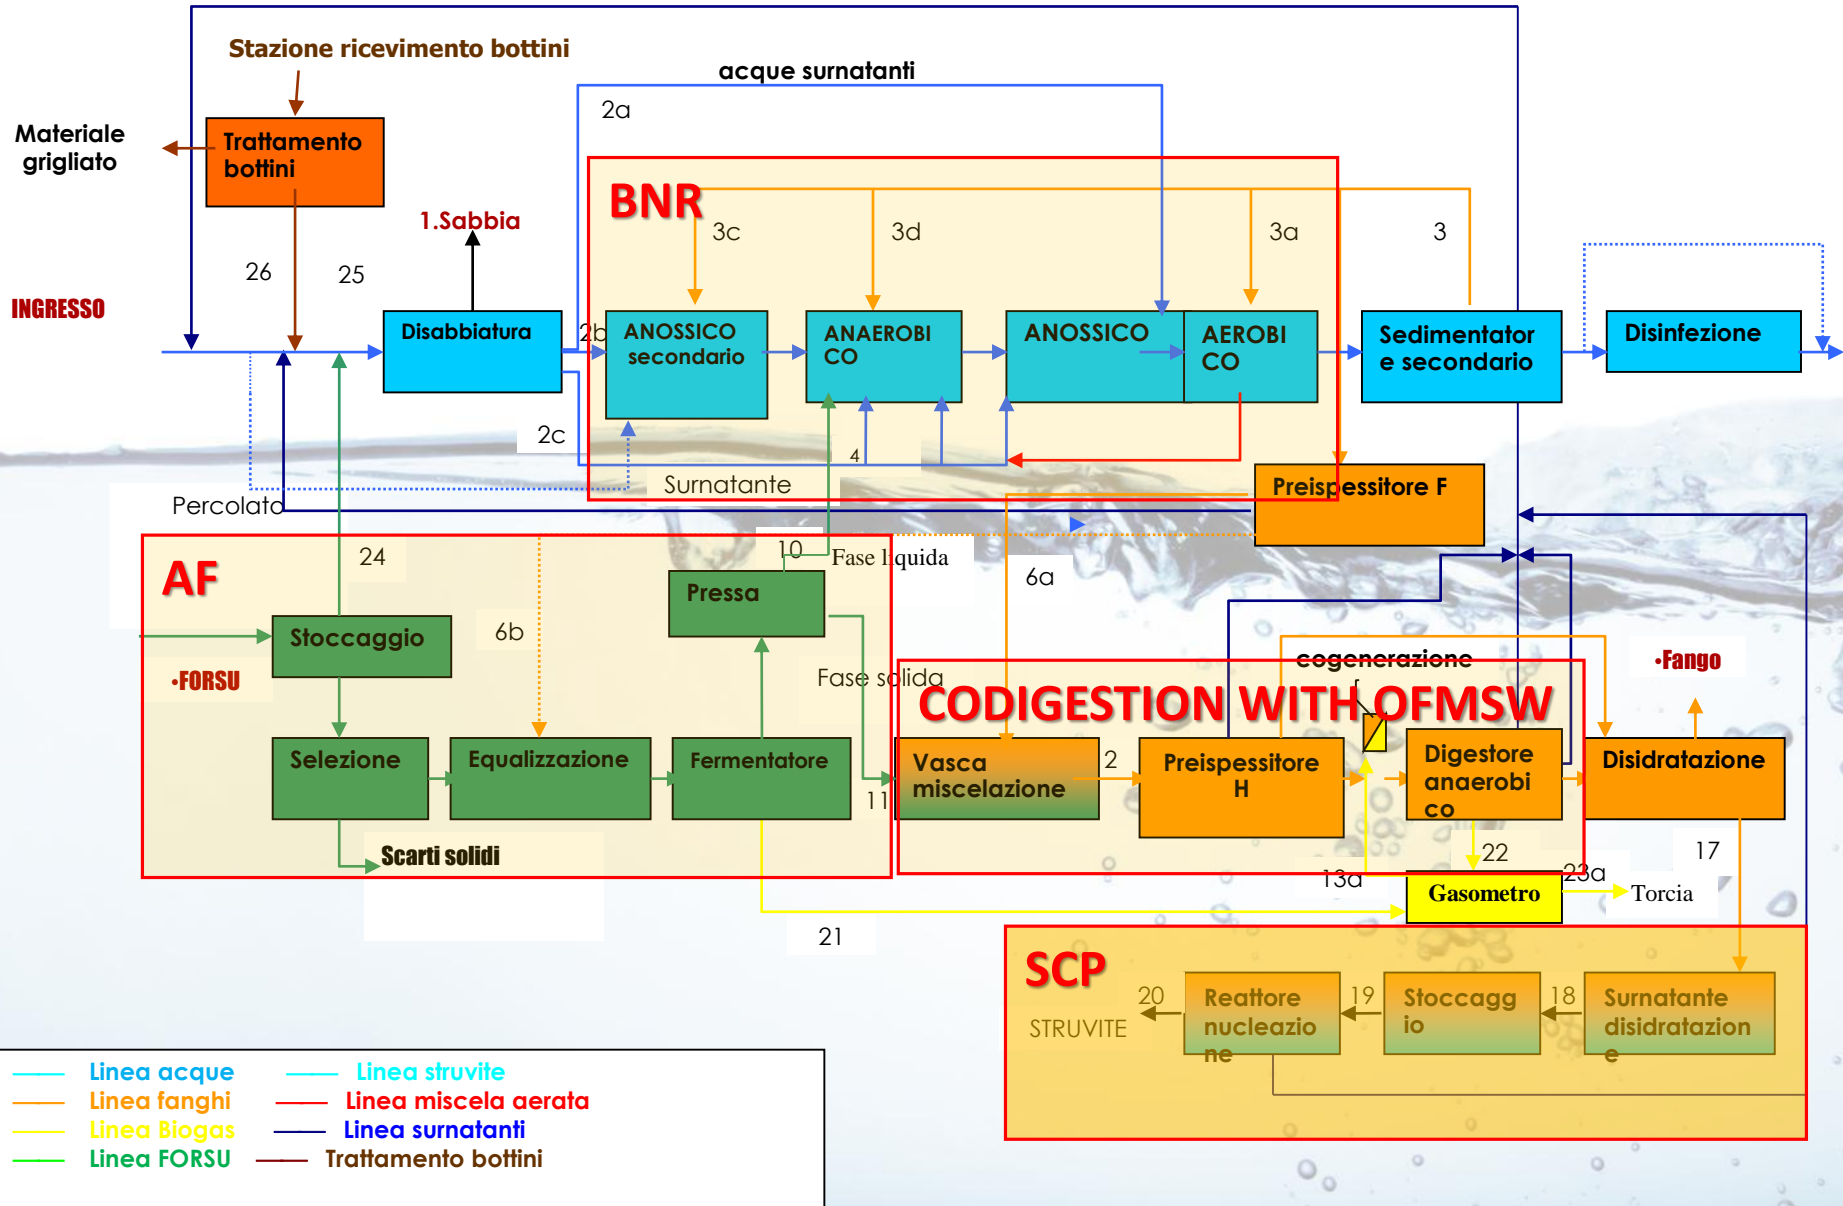 Stazione ricevimento bottini
acque surnatanti
2a
Materiale
grigliato
Trattamento
bottini
BNR
1.Sabbia
3c
3d
3a
3
26
25
INGRESSO
Disabbiatura
2b
ANOSSICO
secondario
ANAEROBI
CO
ANOSSICO
AEROBI
CO
Sedimentator
e secondario
Disinfezione
2c
4
Surnatante
Preispessitore F
Percolato
AF
24
10
Fase liquida
6a
Pressa
6b
Stoccaggio
•FORSU
Fase solida
cogenerazione
•Fango
CODIGESTION WITH OFMSW
Selezione
Equalizzazione
Fermentatore
11
Vasca
miscelazione
2
Preispessitore
H
Digestore
anaerobi
co
Disidratazione
Scarti solidi
22
17
13a
23a
Gasometro
Torcia
21
SCP
20
STRUVITE
Reattore
nucleazio
ne
19
Stoccagg
io
18
Surnatante
disidratazion
e
Linea acque
Linea struvite
Linea fanghi
Linea miscela aerata
Linea Biogas
Linea surnatanti
Linea FORSU
Trattamento bottini